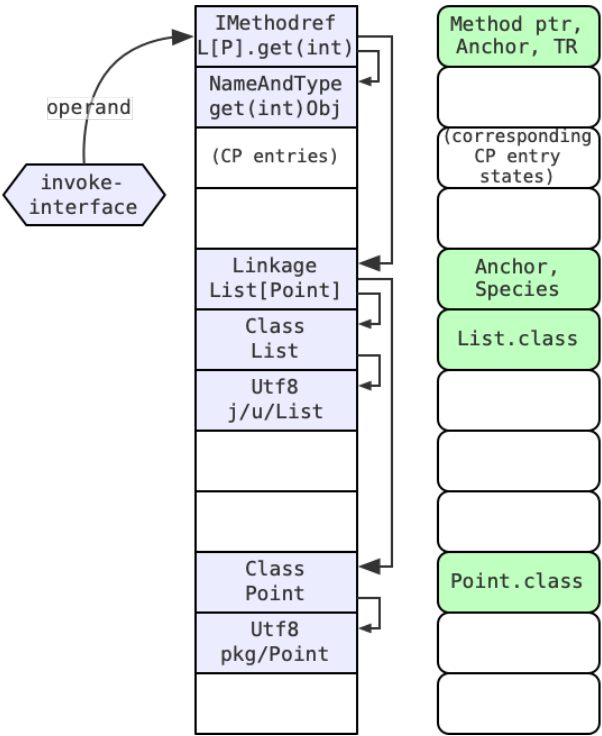 IMethodref
L[P].get(int)
NameAndType
get(int)Obj
(CP entries)
operand
invoke-
interface
Linkage
List[Point]
Class
List
Utf8
j/u/List
Class
Point
Utf8
pkg/Point
Method ptr,
Anchor, TR
(corresponding
CP entry
states)
Anchor,
Species
List.class
Point.class